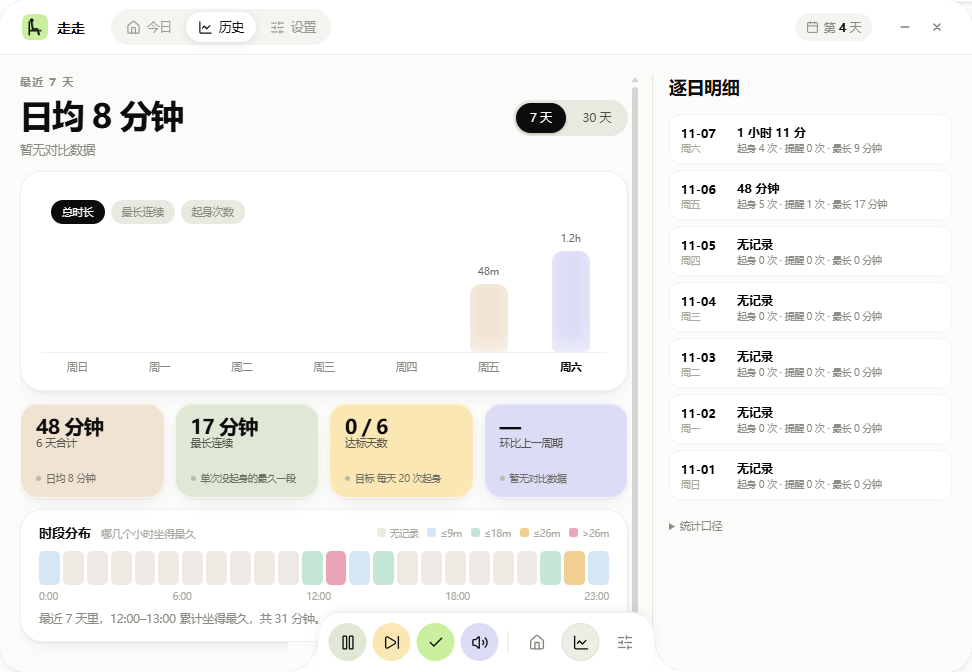 走走
今日
历史
设置
第 4 天
最近 7 天
日均 8 分钟
暂无对比数据
7 天
30 天
总时长
最长连续
起身次数
48m
1.2h
周日
周一
周二
周三
周四
周五
周六
48 分钟
6 天合计
日均 8 分钟
17 分钟
最长连续
单次没起身的最久一段
0 / 6
达标天数
目标 每天 20 次起身
—
环比上一周期
暂无对比数据
时段分布 哪几个小时坐得最久
无记录 ≤9m ≤18m ≤26m >26m
0:00 6:00 12:00 18:00 23:00
最近 7 天里，12:00–13:00 累计坐得最久，共 31 分钟。
逐日明细
11-07 1 小时 11 分
周六 起身 4 次 · 提醒 0 次 · 最长 9 分钟
11-06 48 分钟
周五 起身 5 次 · 提醒 1 次 · 最长 17 分钟
11-05 无记录
周四 起身 0 次 · 提醒 0 次 · 最长 0 分钟
11-04 无记录
周三 起身 0 次 · 提醒 0 次 · 最长 0 分钟
11-03 无记录
周二 起身 0 次 · 提醒 0 次 · 最长 0 分钟
11-02 无记录
周一 起身 0 次 · 提醒 0 次 · 最长 0 分钟
11-01 无记录
周日 起身 0 次 · 提醒 0 次 · 最长 0 分钟
统计口径